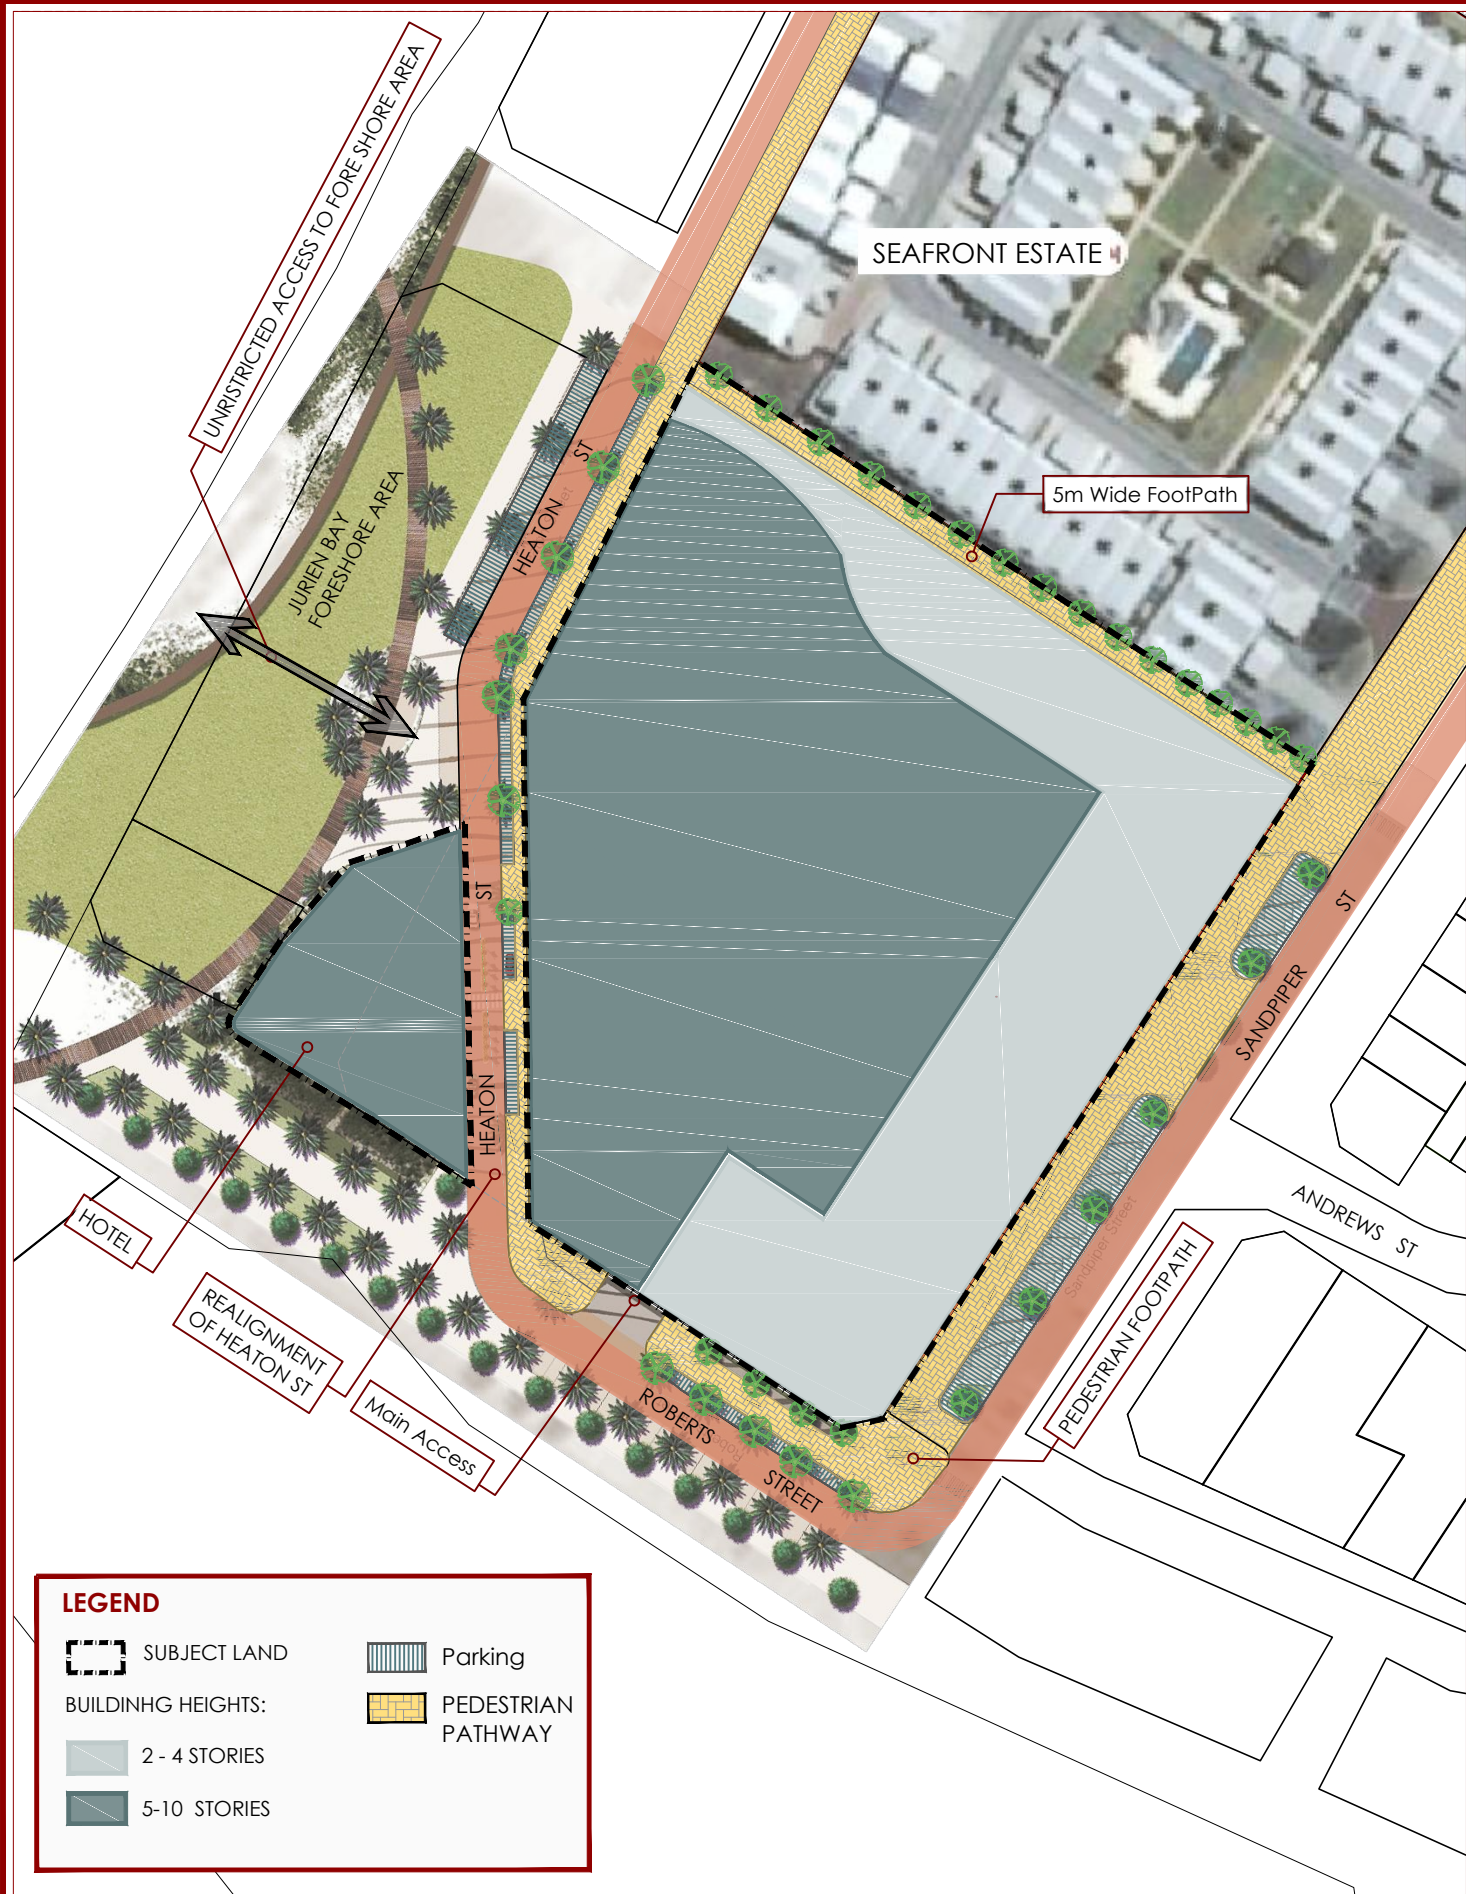 UNRISTRICTED ACCESS TO FORE SHORE AREA
SEAFRONT ESTATE
5m Wide FootPath
HEATON ST
JURIEN BAY
FORESHORE AREA
HEATON ST
SANDPIPER ST
Sandpiper Street
ANDREWS ST
HOTEL
REALIGNMENT
OF HEATON ST
Main Access
PEDESTRIAN FOOTPATH
ROBERTS STREET
LEGEND
SUBJECT LAND
BUILDINHG HEIGHTS:
2 - 4 STORIES
5-10 STORIES
Parking
PEDESTRIAN
PATHWAY